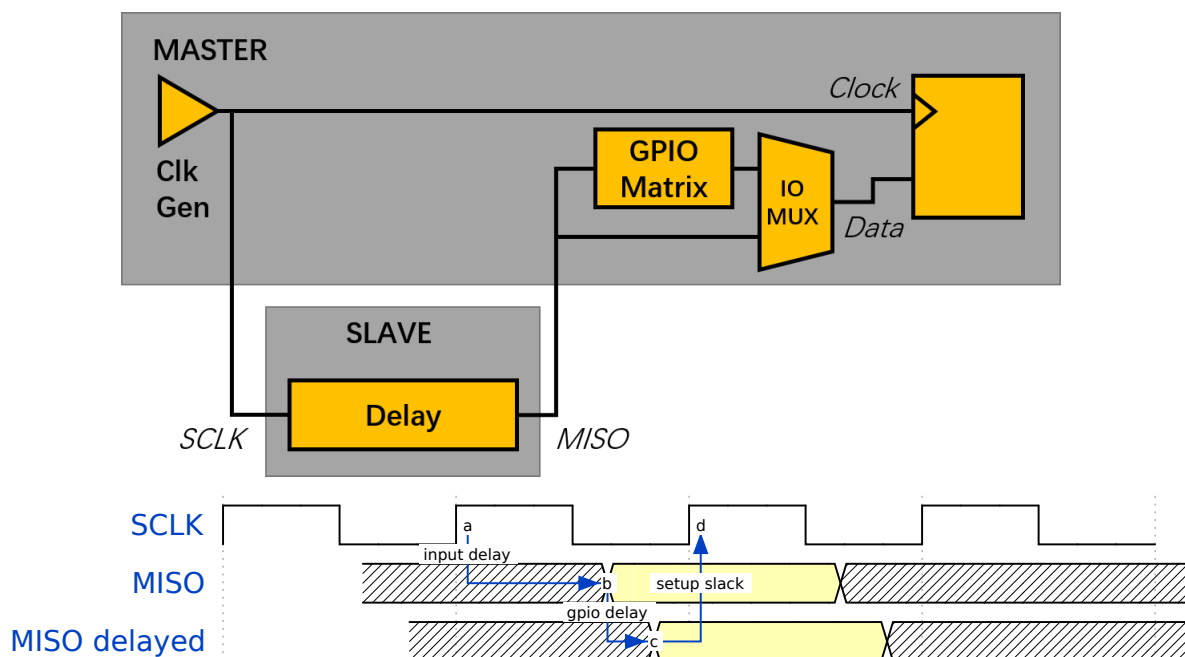 MASTER
Clock
Clk
Gen
GPIO
Matrix
IO
MUX
Data
SLAVE
Delay
SCLK
MISO
SCLK
a
d
input delay
MISO
b
setup slack
gpio delay
MISO delayed
c